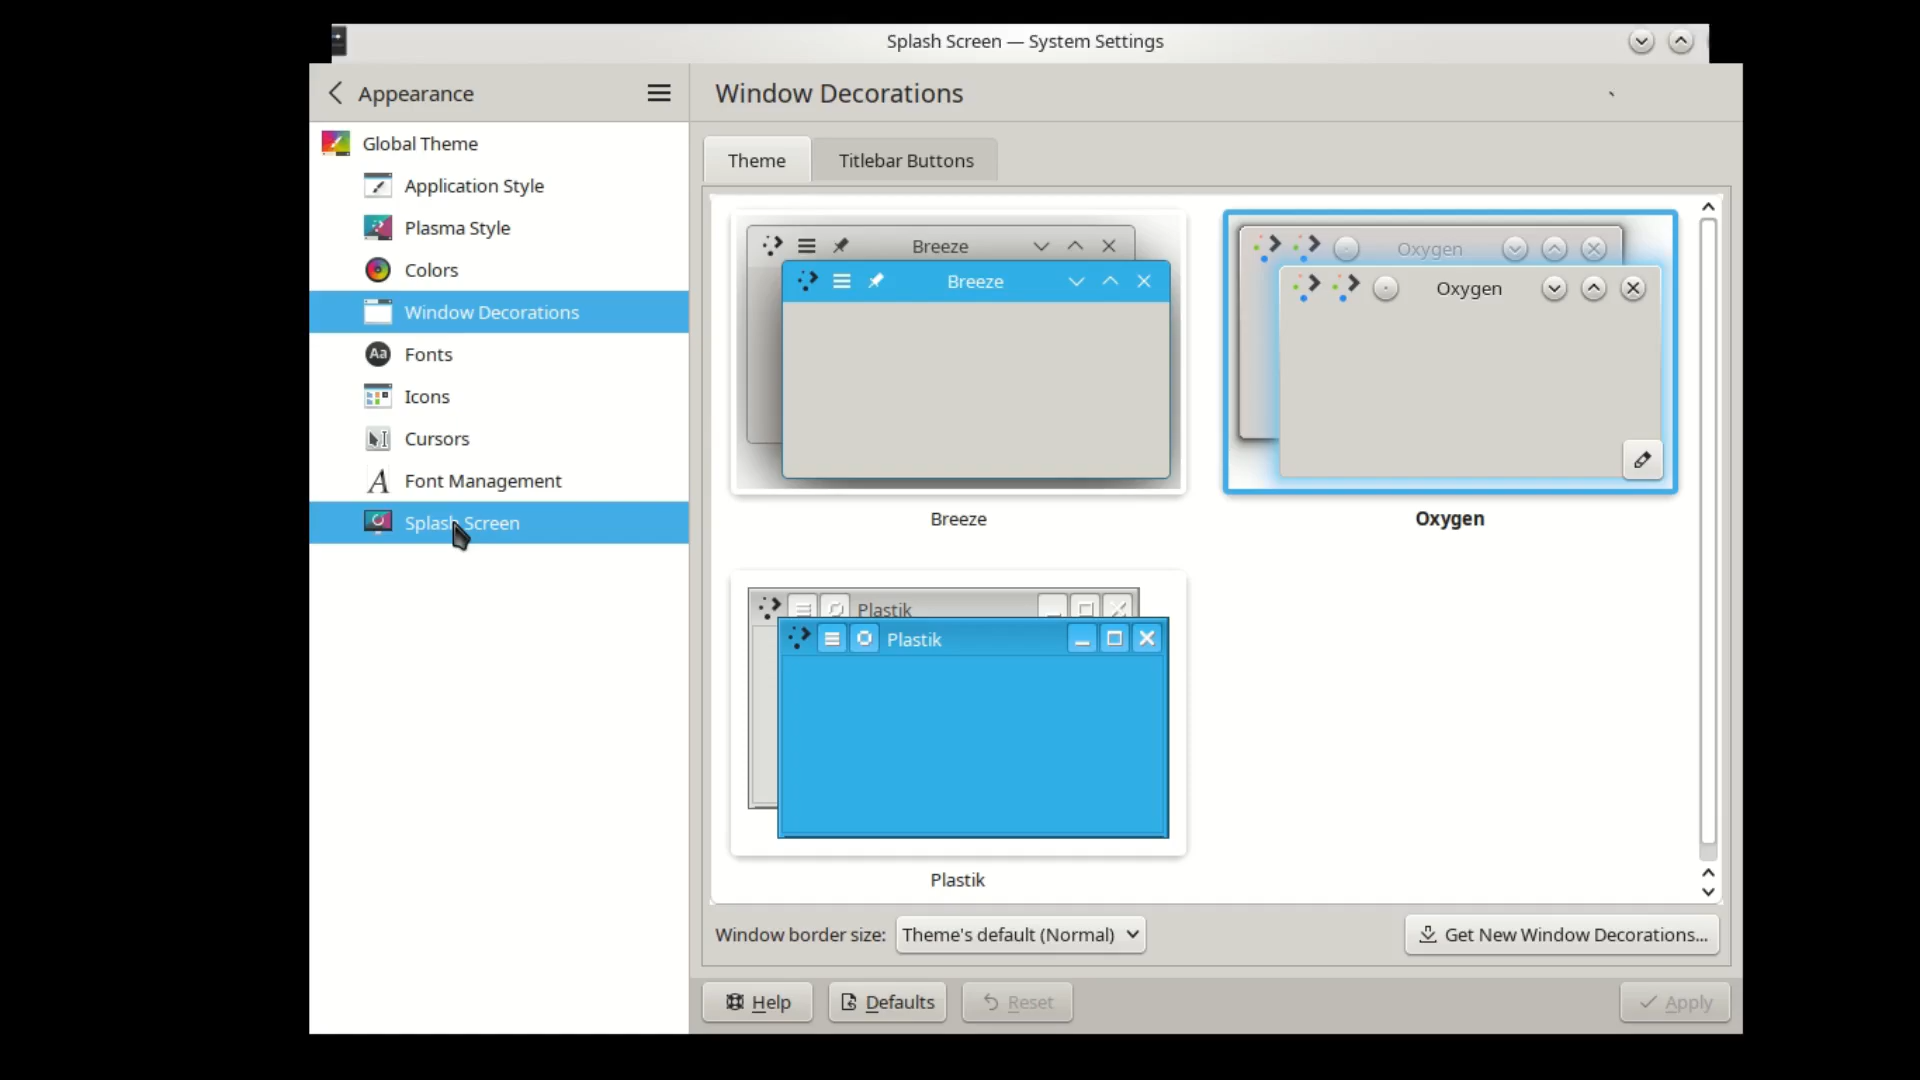 Splash Screen — System Settings
Appearance
Window Decorations
Global Theme
Application Style
Plasma Style
Colors
Window Decorations
Fonts
Aa
Icons
Cursors
A
Font Management
Splash Screen
Theme
Titlebar Buttons
Breeze
Breeze
Breeze
Oxygen
Oxygen
Oxygen
Plastik
Plastik
Plastik
Window border size: Theme's default (Normal)
Get New Window Decorations...
Help
Defaults
Reset
Apply